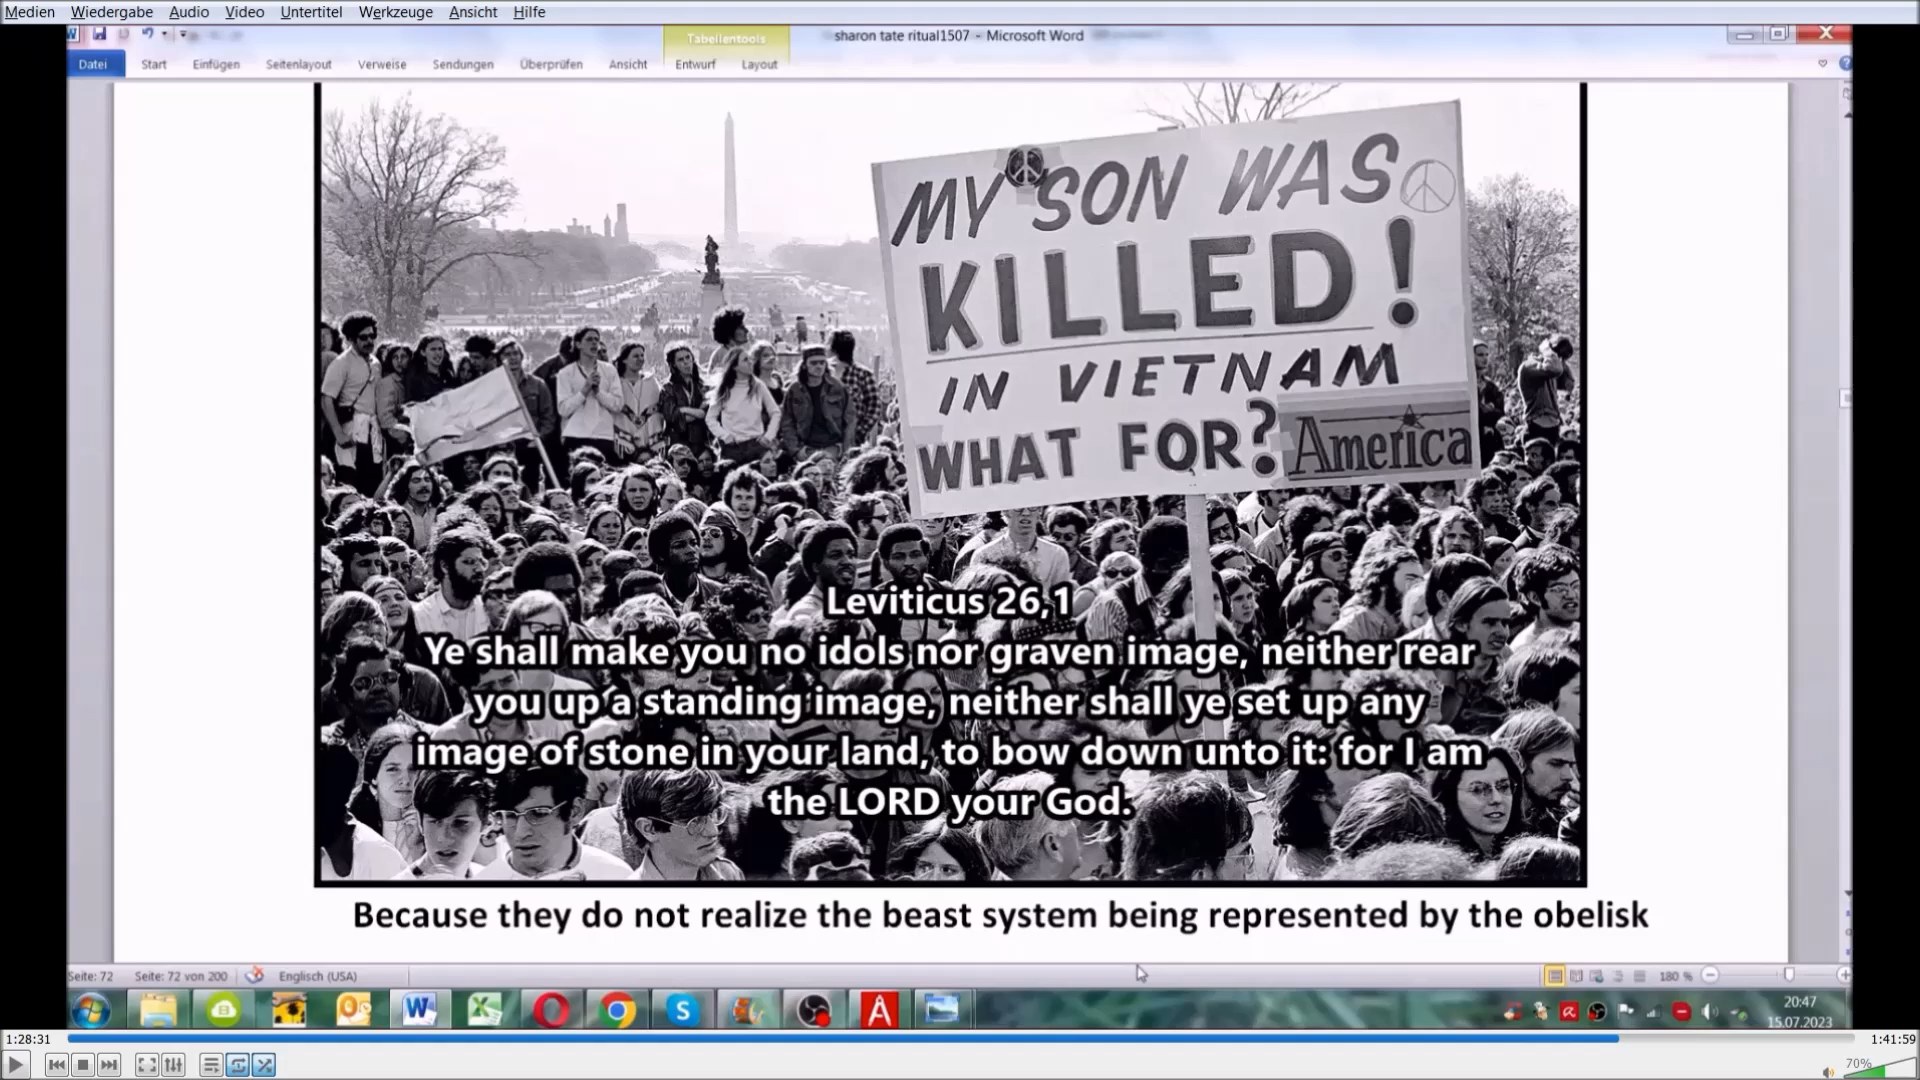 Medien Wiedergabe Audio Video Untertitel Werkzeuge Ansicht Hilfe
Tabellentools
sharon tate ritual1507 - Microsoft Word
Datei Start Einfügen Seitenlayout Verweise Sendungen Überprüfen Ansicht Entwurf Layout
MY SON WAS
KILLED!
IN VIETNAM
WHAT FOR?
America
Leviticus 26,1
Ye shall make you no idols nor graven image, neither rear
you up a standing image, neither shall ye set up any
image of stone in your land, to bow down unto it: for I am
the LORD your God.
Because they do not realize the beast system being represented by the obelisk
Seite: 72 Seite: 72 von 200 Englisch (USA) 180 %
20:47
15.07.2023
1:28:31 1:41:59
70%